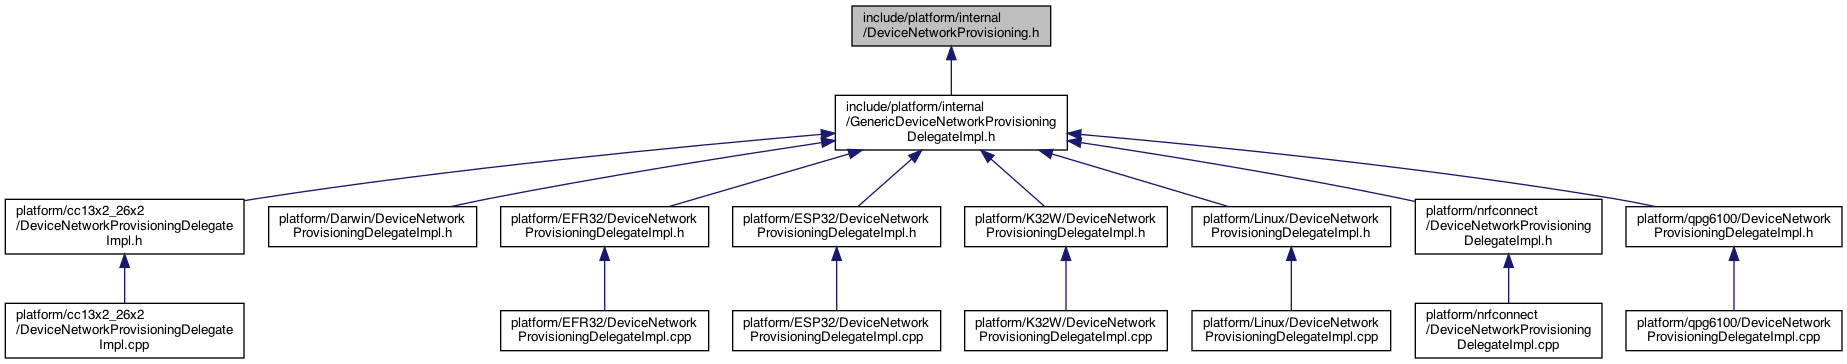 include/platform/internal
/DeviceNetworkProvisioning.h
include/platform/internal
/GenericDeviceNetworkProvisioning
DelegateImpl.h
platform/cc13x2_26x2
/DeviceNetworkProvisioningDelegate
Impl.h
platform/Darwin/DeviceNetwork
ProvisioningDelegateImpl.h
platform/EFR32/DeviceNetwork
ProvisioningDelegateImpl.h
platform/ESP32/DeviceNetwork
ProvisioningDelegateImpl.h
platform/K32W/DeviceNetwork
ProvisioningDelegateImpl.h
platform/Linux/DeviceNetwork
ProvisioningDelegateImpl.h
platform/nrfconnect
/DeviceNetworkProvisioning
DelegateImpl.h
platform/qpg6100/DeviceNetwork
ProvisioningDelegateImpl.h
platform/cc13x2_26x2
/DeviceNetworkProvisioningDelegate
Impl.cpp
platform/EFR32/DeviceNetwork
ProvisioningDelegateImpl.cpp
platform/ESP32/DeviceNetwork
ProvisioningDelegateImpl.cpp
platform/K32W/DeviceNetwork
ProvisioningDelegateImpl.cpp
platform/Linux/DeviceNetwork
ProvisioningDelegateImpl.cpp
platform/nrfconnect
/DeviceNetworkProvisioning
DelegateImpl.cpp
platform/qpg6100/DeviceNetwork
ProvisioningDelegateImpl.cpp